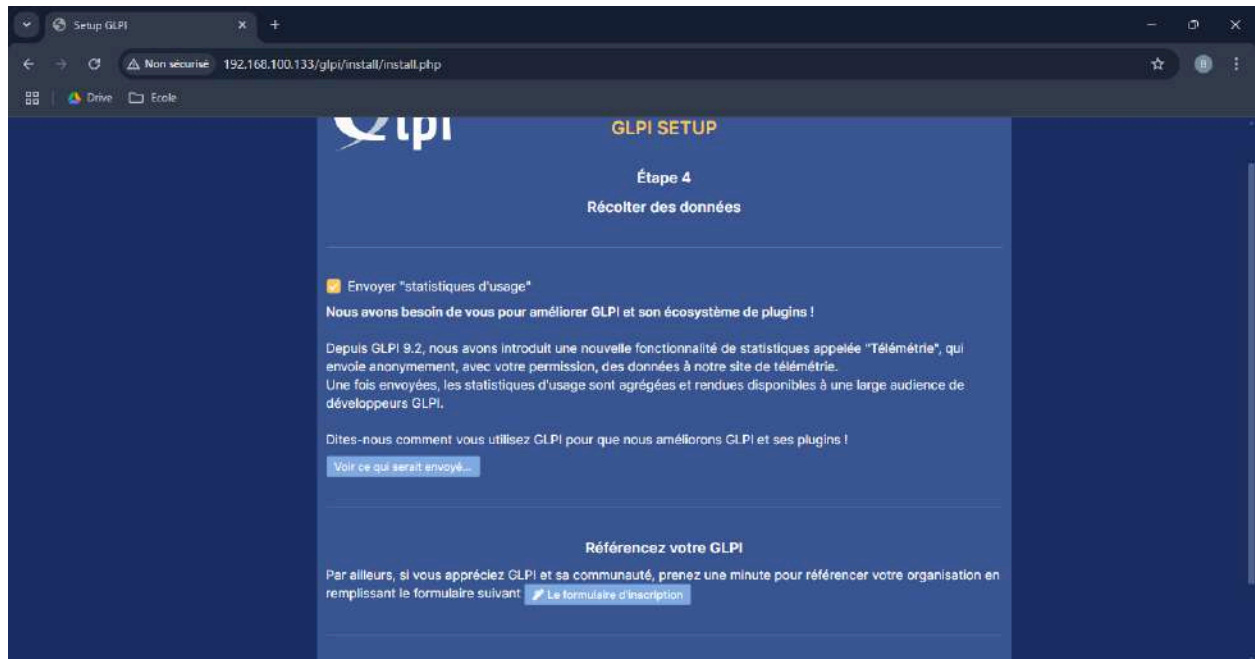 Setup GLPI
Non sécurisé
192.168.100.133/glpi/install/install.php
B
Drive
Ecole
Glpi
GLPI SETUP
Étape 4
Récolter des données
Envoyer "statistiques d'usage"
Nous avons besoin de vous pour améliorer GLPI et son écosystème de plugins !
Depuis GLPI 9.2, nous avons introduit une nouvelle fonctionnalité de statistiques appelée "Télémétrie", qui
envoie anonymement, avec votre permission, des données à notre site de télémétrie.
Une fois envoyées, les statistiques d'usage sont agrégées et rendues disponibles à une large audience de
développeurs GLPI.
Dites-nous comment vous utilisez GLPI pour que nous améliorons GLPI et ses plugins !
Voir ce qui serait envoyé...
Référencez votre GLPI
Par ailleurs, si vous appréciez GLPI et sa communauté, prenez une minute pour référencer votre organisation en
remplissant le formulaire suivant Le formulaire d'inscription